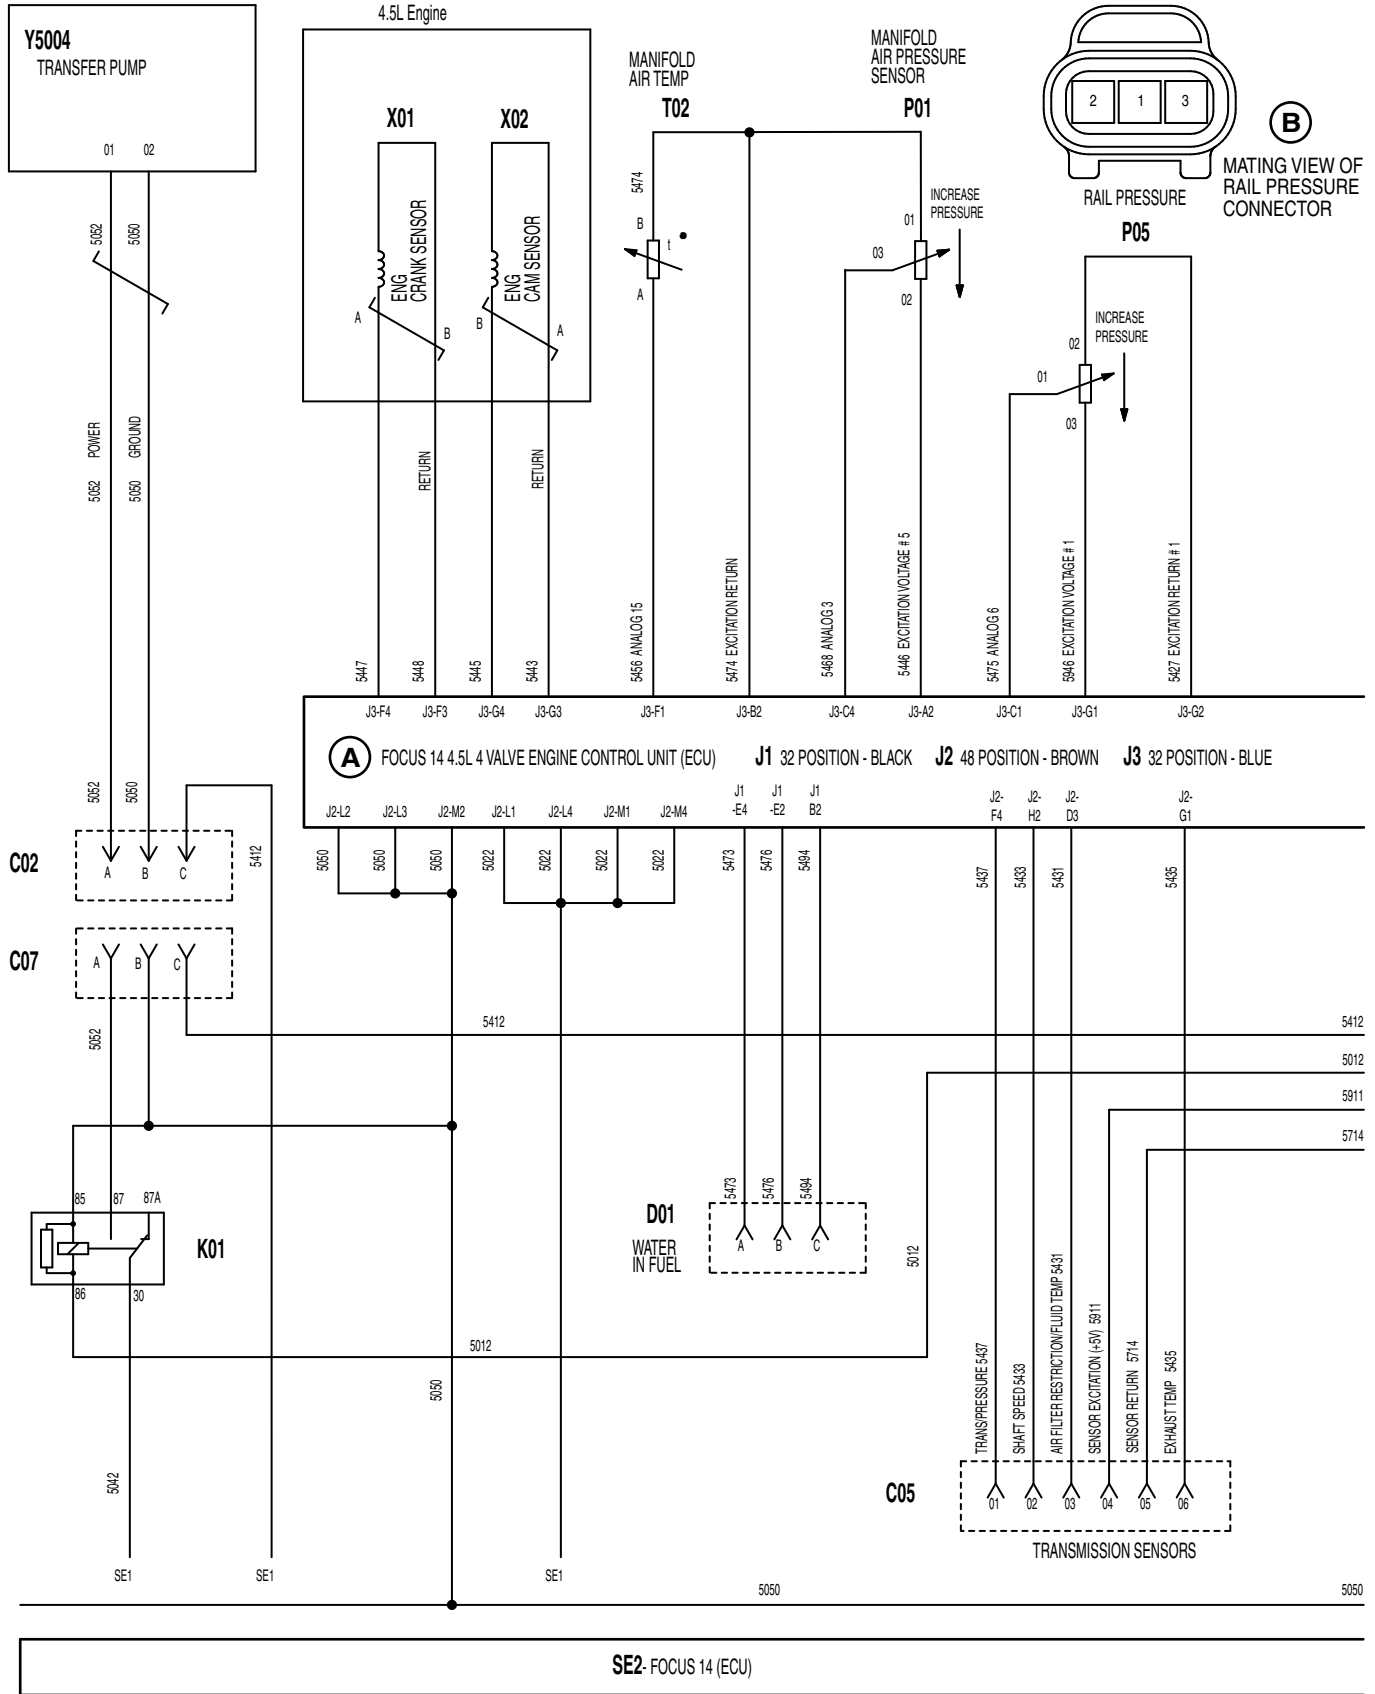 Y5004
TRANSFER PUMP
01 02
5052
5050
POWER
GROUND
5052
5050
5052
5050
4.5L Engine
X01
X02
ENG
CRANK SENSOR
ENG
CAM SENSOR
A
B
B
A
RETURN
RETURN
5447
5448
5445
5443
MANIFOLD
AIR TEMP
T02
5474
B
t
A
5456 ANALOG 15
5474 EXCITATION RETURN
MANIFOLD
AIR PRESSURE
SENSOR
P01
INCREASE
PRESSURE
01
03
02
5468 ANALOG 3
5446 EXCITATION VOLTAGE # 5
2 1 3
RAIL PRESSURE
P05
B
MATING VIEW OF
RAIL PRESSURE
CONNECTOR
INCREASE
PRESSURE
02
01
03
5475 ANALOG 6
5946 EXCITATION VOLTAGE # 1
5427 EXCITATION RETURN # 1
J3-F4 J3-F3 J3-G4 J3-G3 J3-F1 J3-B2 J3-C4 J3-A2 J3-C1 J3-G1 J3-G2
A FOCUS 14 4.5L 4 VALVE ENGINE CONTROL UNIT (ECU) J1 32 POSITION - BLACK J2 48 POSITION - BROWN J3 32 POSITION - BLUE
J2-L2 J2-L3 J2-M2 J2-L1 J2-L4 J2-M1 J2-M4
J1
-E4
J1
-E2
J1
B2
J2-
F4
J2-
H2
J2-
D3
J2-
G1
5050
5050
5050
5022
5022
5022
5022
5473
5476
5494
5437
5433
5431
5435
C02
A B C
5412
C07
A B C
5052
5412
5412
5012
5911
5714
85 87 87A
K01
86 30
5012
5050
5042
SE1
SE1
SE1
D01
WATER
IN FUEL
5473
5476
5494
A B C
5012
TRANS/PRESSURE 5437
SHAFT SPEED 5433
AIR FILTER RESTRICTION/FLUID TEMP 5431
SENSOR EXCITATION (+5V) 5911
SENSOR RETURN 5714
EXHAUST TEMP 5435
C05
01 02 03 04 05 06
TRANSMISSION SENSORS
5050
5050
SE2- FOCUS 14 (ECU)